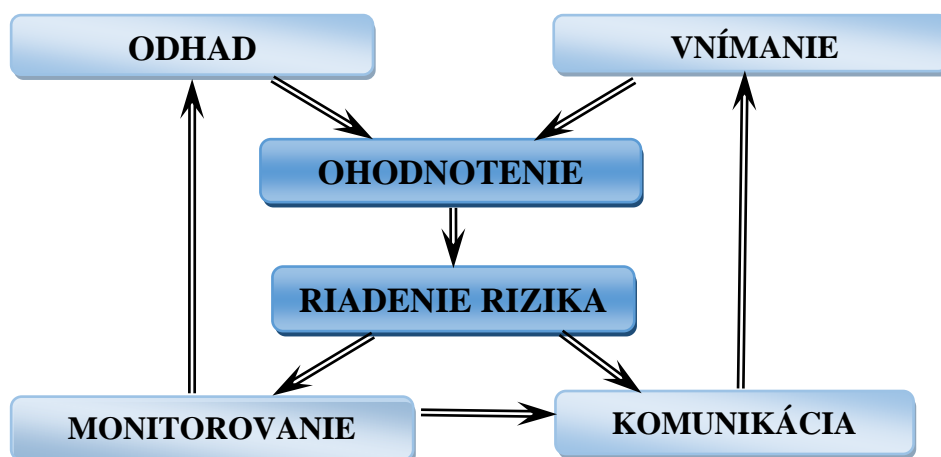 ODHAD
VNÍMANIE
OHODNOTENIE
RIADENIE RIZIKA
MONITOROVANIE
KOMUNIKÁCIA